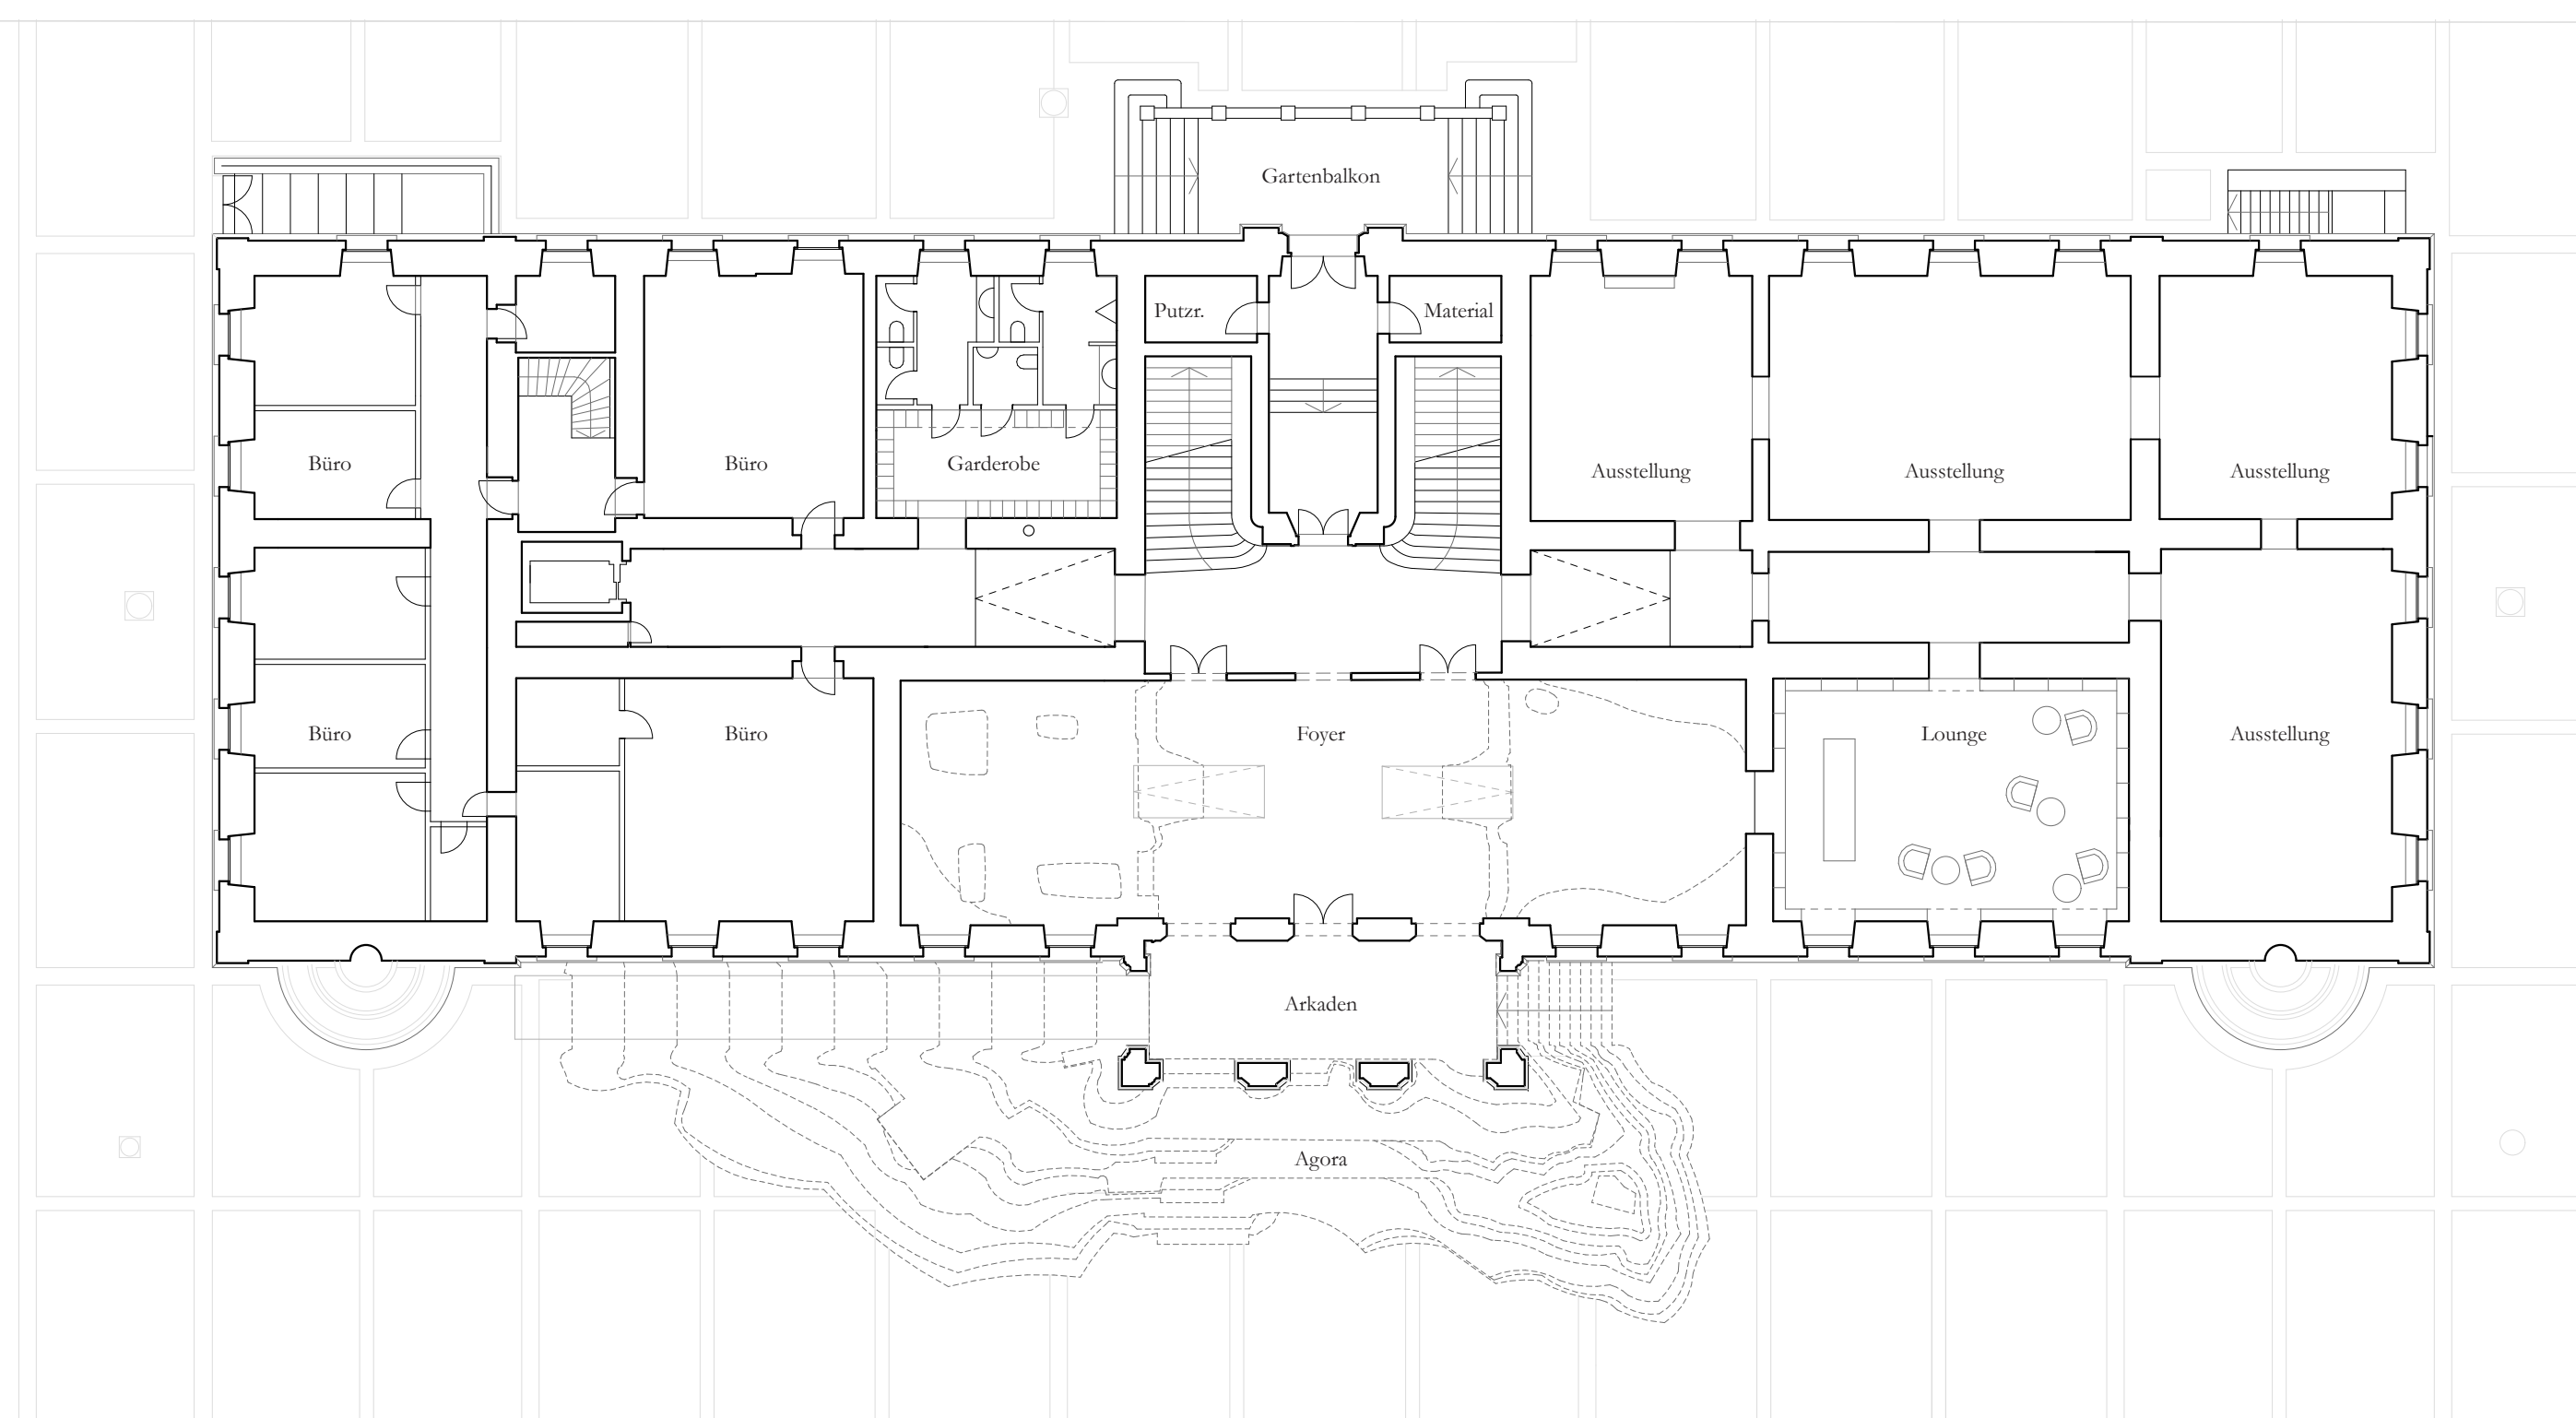 Gartenbalkon
Putzr.
Material
Büro
Büro
Garderobe
Ausstellung
Ausstellung
Ausstellung
Büro
Büro
Foyer
Lounge
Ausstellung
Arkaden
Agora